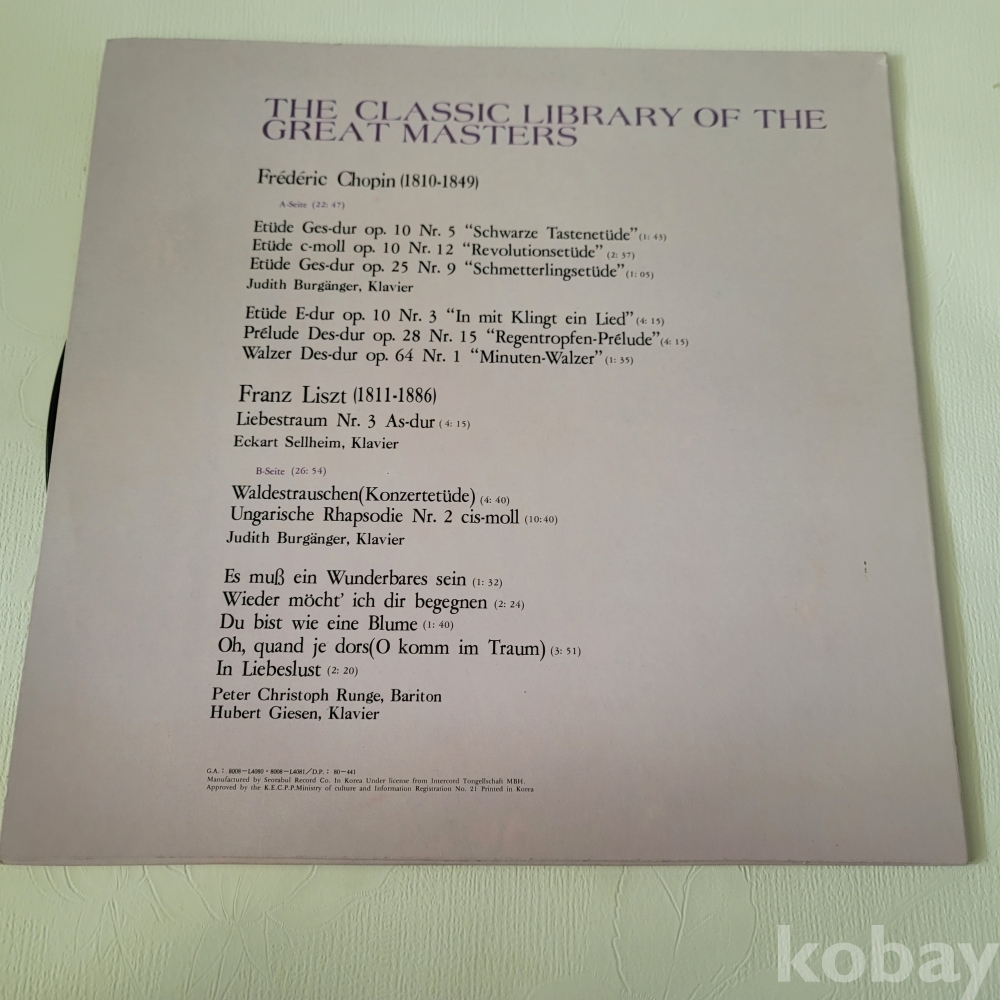 THE CLASSIC LIBRARY OF THE
GREAT MASTERS
Frédéric Chopin (1810-1849)
A-Seite (22: 47)
Etüde Ges-dur op. 10 Nr. 5 “Schwarze Tastenetüde” (1: 43)
Etüde c-moll op. 10 Nr. 12 “Revolutionsetüde” (2: 37)
Etüde Ges-dur op. 25 Nr. 9 “Schmetterlingsetüde” (1: 05)
Judith Burgänger, Klavier
Etüde E-dur op. 10 Nr. 3 “In mit Klingt ein Lied” (4: 15)
Prélude Des-dur op. 28 Nr. 15 “Regentropfen-Prélude” (4: 15)
Walzer Des-dur op. 64 Nr. 1 “Minuten-Walzer” (1: 35)
Franz Liszt (1811-1886)
Liebestraum Nr. 3 As-dur (4: 15)
Eckart Sellheim, Klavier
B-Seite (26: 54)
Waldestrauschen(Konzertetüde) (4: 40)
Ungarische Rhapsodie Nr. 2 cis-moll (10:40)
Judith Burgänger, Klavier
Es muß ein Wunderbares sein (1: 32)
Wieder möcht' ich dir begegnen (2: 24)
Du bist wie eine Blume (1: 40)
Oh, quand je dors(O komm im Traum) (3: 51)
In Liebeslust (2: 20)
Peter Christoph Runge, Bariton
Hubert Giesen, Klavier
G.A. : 8008-L4080 · 8008-L4081/D.P. : 80-441
Manufactured by Seorabul Record Co. In Korea Under license from Intercord Tongellschaft MBH.
Approved by the K.E.C.P.P.Ministry of culture and Information Registration No. 21 Printed in Korea
kobay